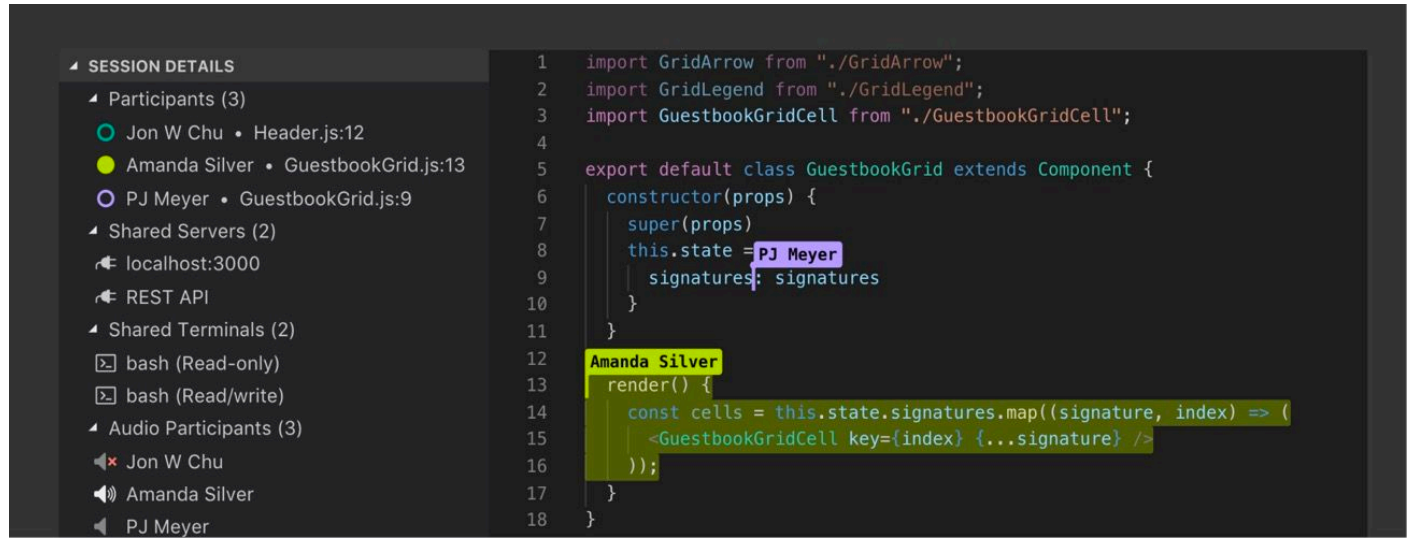 SESSION DETAILS
Participants (3)
Jon W Chu • Header.js:12
Amanda Silver • GuestbookGrid.js:13
PJ Meyer • GuestbookGrid.js:9
Shared Servers (2)
localhost:3000
REST API
Shared Terminals (2)
bash (Read-only)
bash (Read/write)
Audio Participants (3)
Jon W Chu
Amanda Silver
PJ Meyer
1 import GridArrow from "./GridArrow";
2 import GridLegend from "./GridLegend";
3 import GuestbookGridCell from "./GuestbookGridCell";
4
5 export default class GuestbookGrid extends Component {
6 constructor(props) {
7 super(props)
8 this.state = PJ Meyer
9 signatures: signatures
10 }
11 }
12 Amanda Silver
13 render() {
14 const cells = this.state.signatures.map((signature, index) => (
15 <GuestbookGridCell key={index} {...signature} />
16 ));
17 }
18 }